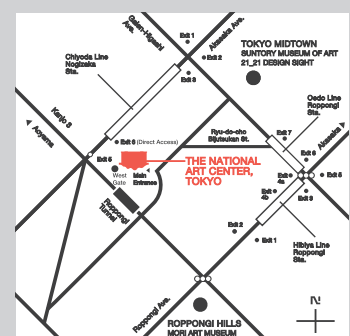 Gaien-Higashi
Ave.
Exit 1
Akasaka Ave.
Exit 2
Exit 3
TOKYO MIDTOWN
SUNTORY MUSEUM OF ART
21_21 DESIGN SIGHT
Chiyoda Line
Nogizaka
Sta.
Oedo Line
Roppongi
Sta.
Kanjo 3
Aoyama
Akasaka
Ryu-do-cho
Bijutsukan St.
Exit 7
Exit 6 (Direct Access)
Exit 5
Exit 6
West
Gate
Main
Entrance
THE NATIONAL
ART CENTER,
TOKYO
Exit
4a
Exit 5
Exit
4b
Exit 3
Roppongi
Tunnel
Exit 2
Exit 1
Hibiya Line
Roppongi
Sta.
Roppongi Ave.
N
ROPPONGI HILLS
MORI ART MUSEUM